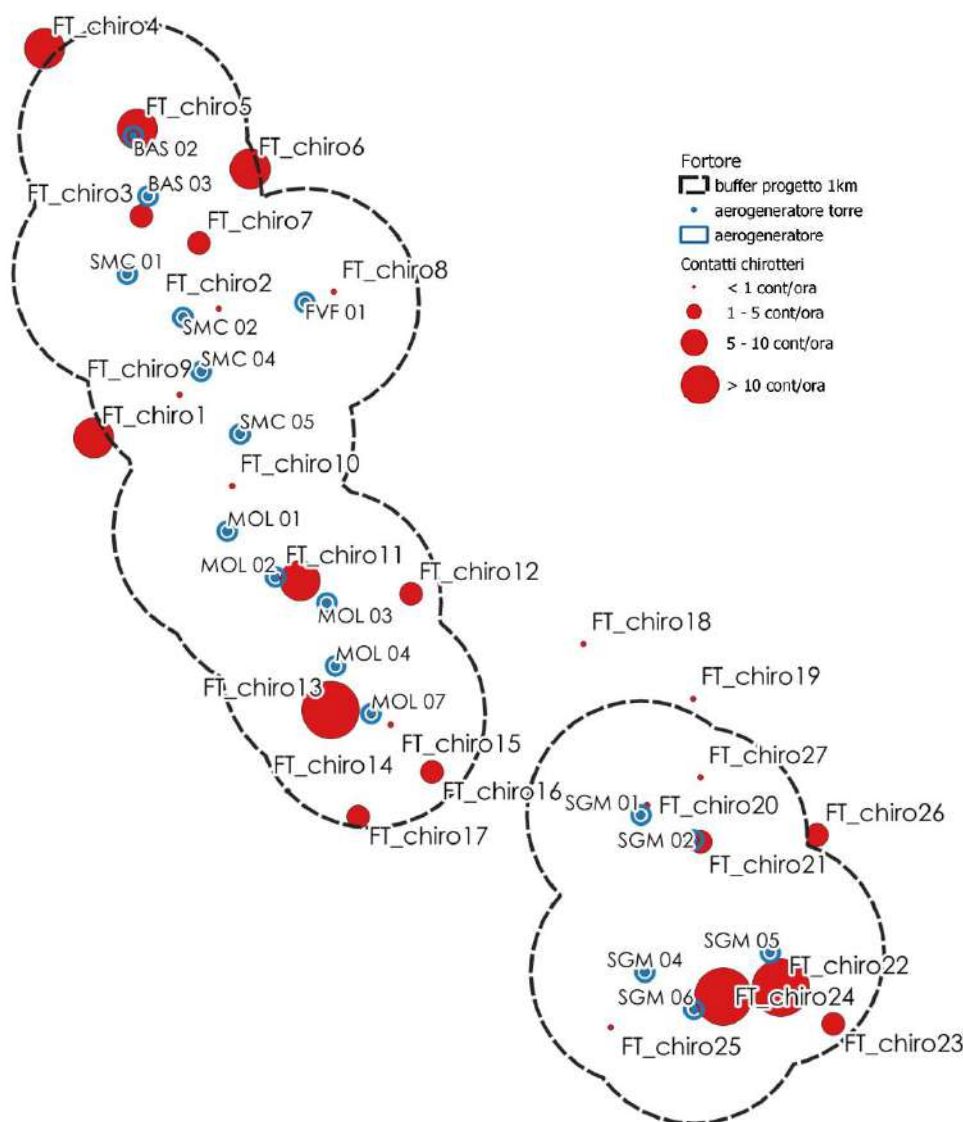 FT_chiro4
FT_chiro5
BAS 02
FT_chiro6
FT_chiro3
BAS 03
FT_chiro7
SMC 01
FT_chiro2
FT_chiro8
SMC 02
FVF 01
FT_chiro9
SMC 04
FT_chiro1
SMC 05
FT_chiro10
MOL 01
MOL 02
FT_chiro11
FT_chiro12
MOL 03
MOL 04
FT_chiro13
MOL 07
FT_chiro15
FT_chiro14
FT_chiro16
FT_chiro17
FT_chiro18
FT_chiro19
FT_chiro27
SGM 01
FT_chiro20
FT_chiro26
SGM 02
FT_chiro21
SGM 05
SGM 04
FT_chiro22
SGM 06
FT_chiro24
FT_chiro25
FT_chiro23
Fortore
buffer progetto 1km
aerogeneratore torre
aerogeneratore
Contatti chirotteri
< 1 cont/ora
1 - 5 cont/ora
5 - 10 cont/ora
> 10 cont/ora